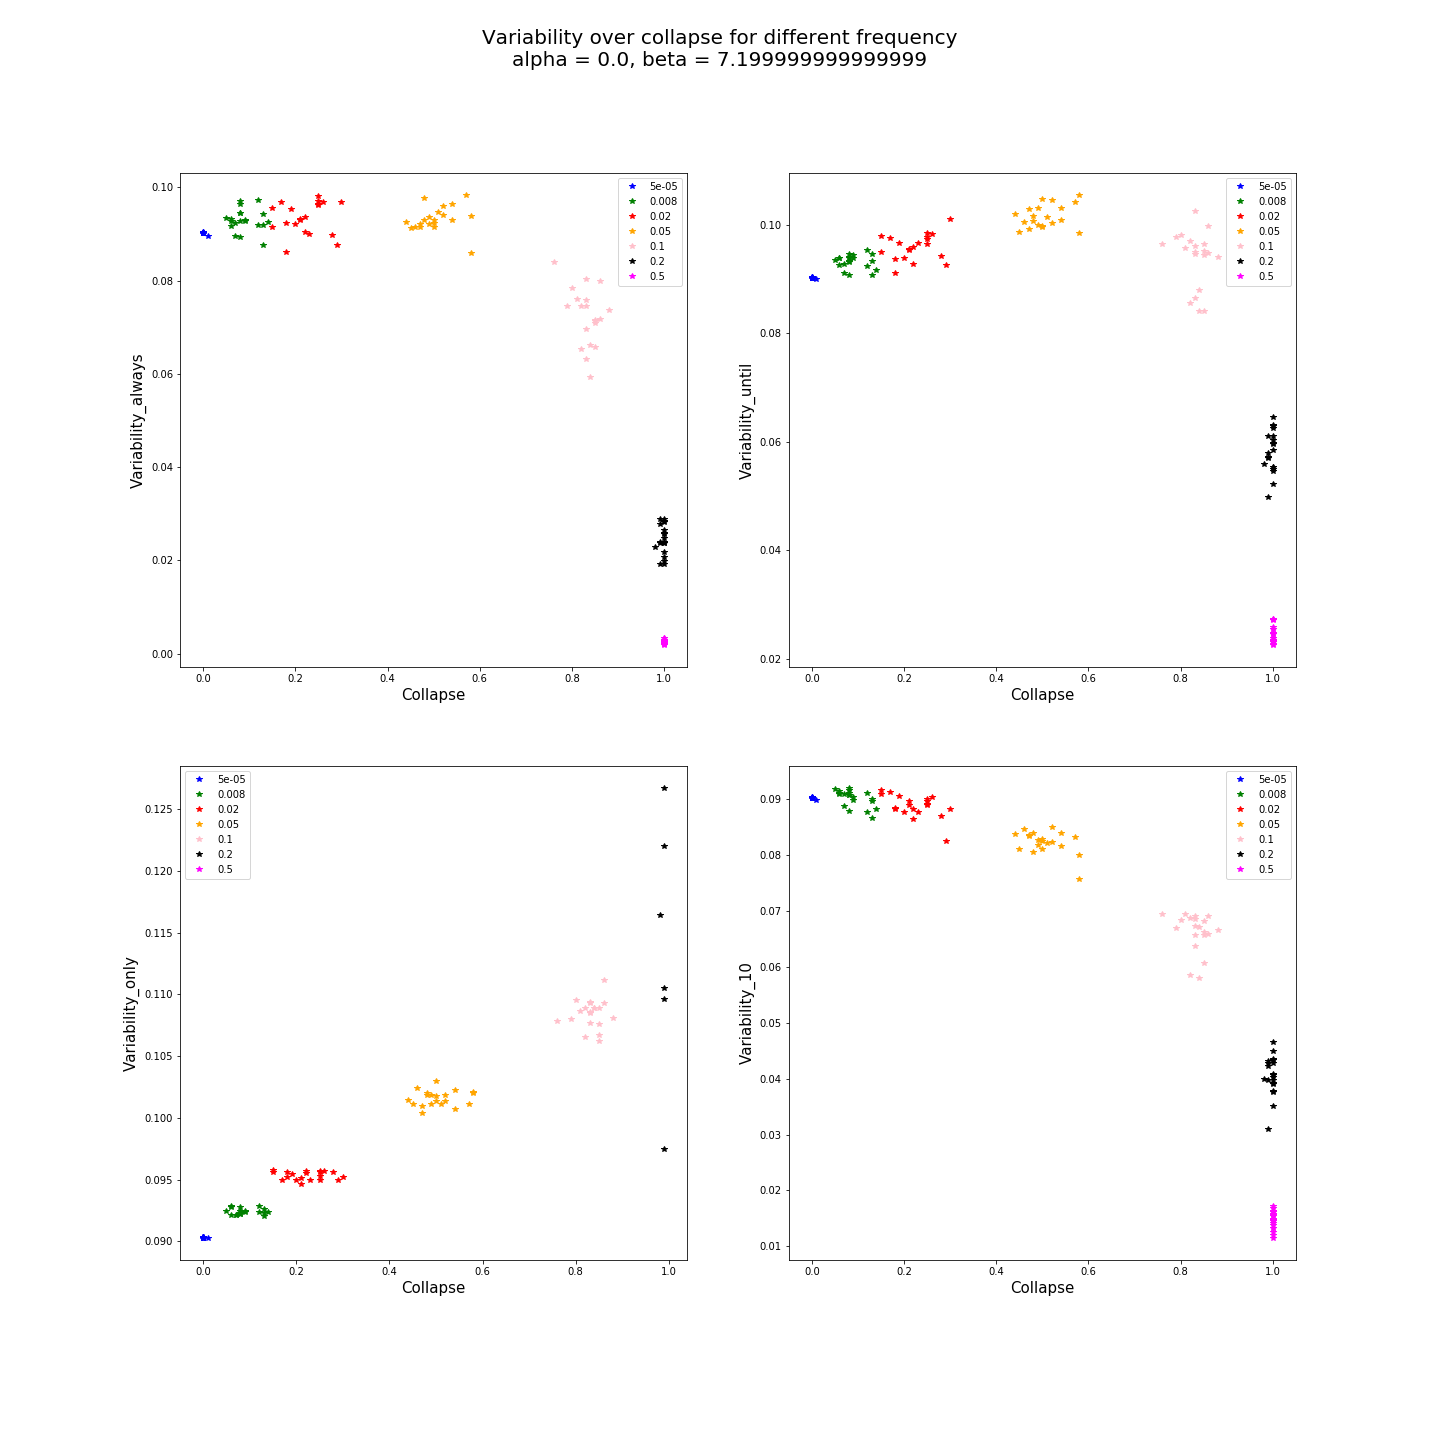 Variability over collapse for different frequency
alpha = 0.0, beta = 7.199999999999999
0.10
0.08
0.06
0.04
0.02
0.00
Variability_always
0.0 0.2 0.4 0.6 0.8 1.0
Collapse
5e-05
0.008
0.02
0.05
0.1
0.2
0.5
0.10
0.08
0.06
0.04
0.02
Variability_until
0.0 0.2 0.4 0.6 0.8 1.0
Collapse
5e-05
0.008
0.02
0.05
0.1
0.2
0.5
0.125
0.120
0.115
0.110
0.105
0.100
0.095
0.090
Variability_only
0.0 0.2 0.4 0.6 0.8 1.0
Collapse
5e-05
0.008
0.02
0.05
0.1
0.2
0.5
0.09
0.08
0.07
0.06
0.05
0.04
0.03
0.02
0.01
Variability_10
0.0 0.2 0.4 0.6 0.8 1.0
Collapse
5e-05
0.008
0.02
0.05
0.1
0.2
0.5